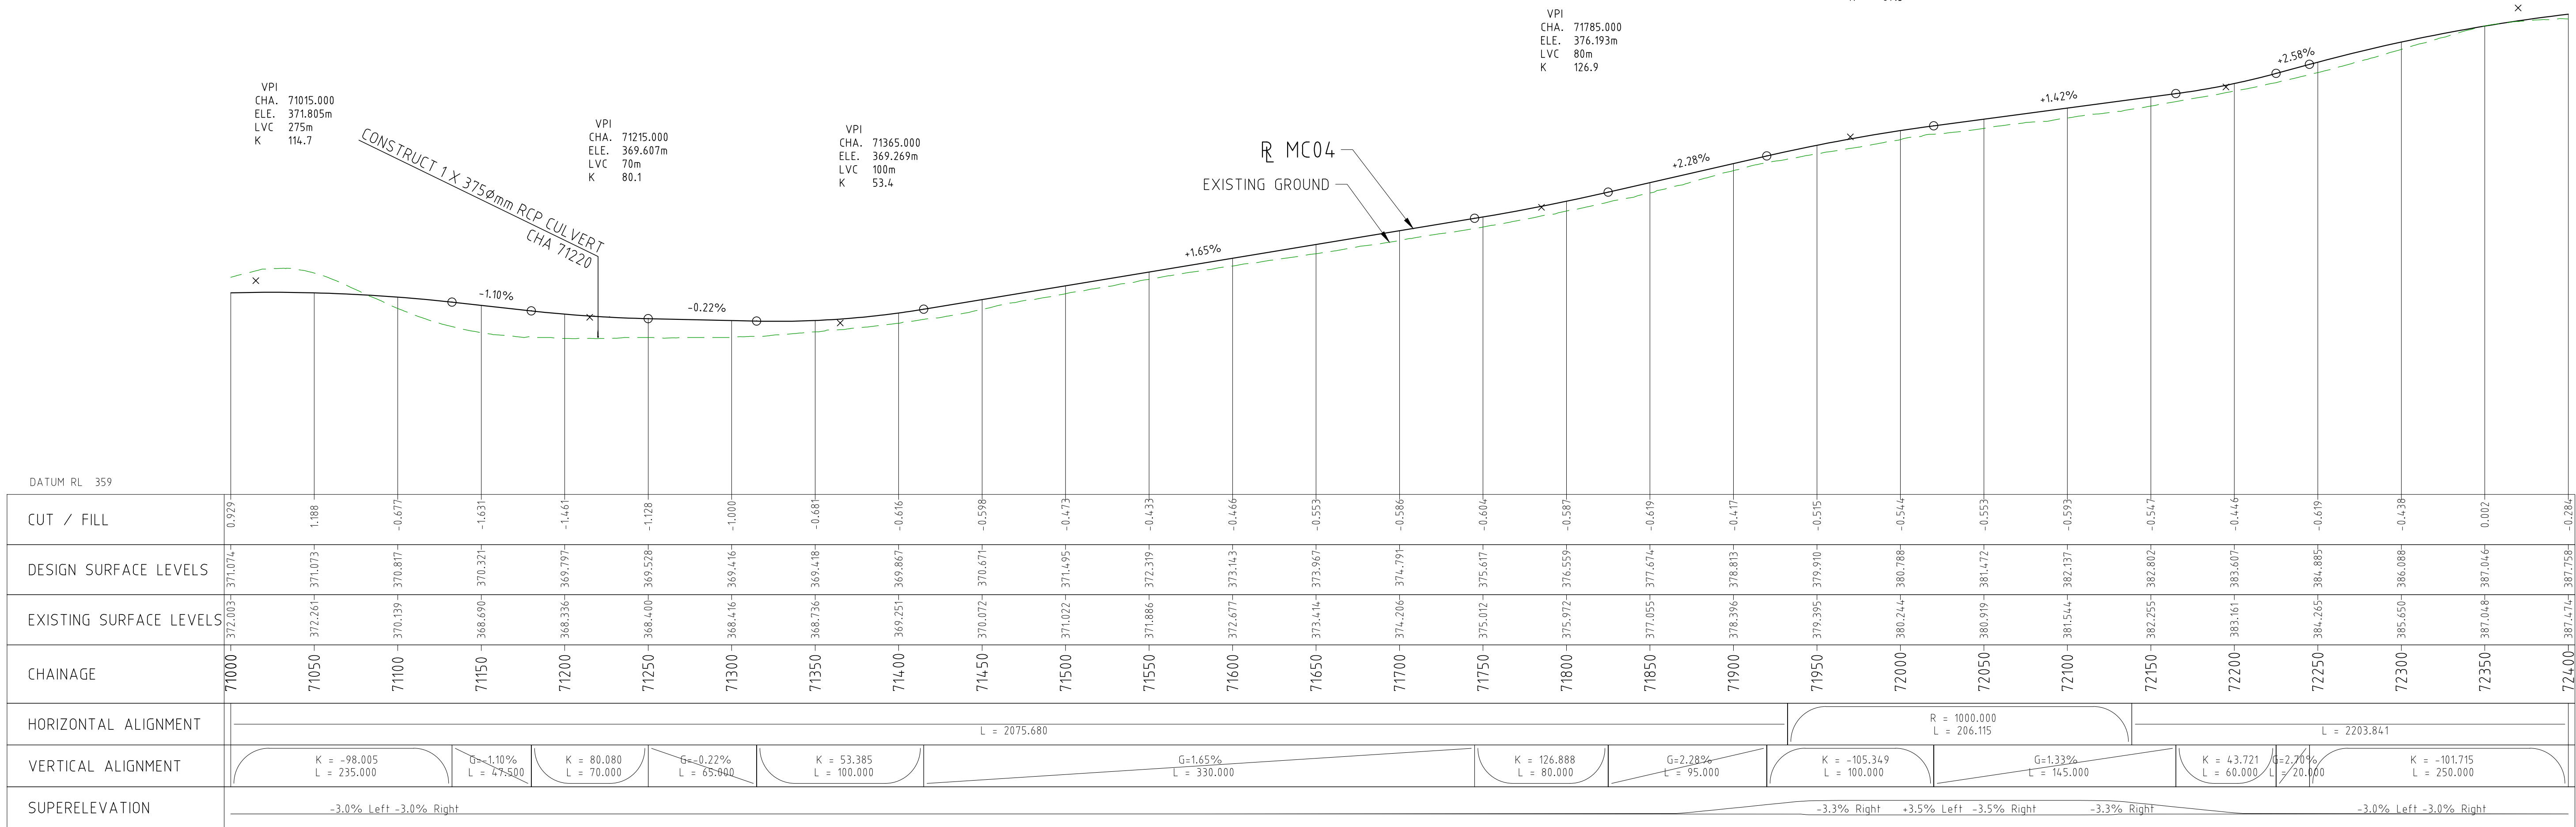 VPI
CHA. 71785.000
ELE. 376.193m
LVC 80m
K 126.9
VPI
CHA. 71015.000
ELE. 371.805m
LVC 275m
K 114.7
CONSTRUCT 1 X 375ømm RCP CULVERT
CHA 71220
VPI
CHA. 71215.000
ELE. 369.607m
LVC 70m
K 80.1
VPI
CHA. 71365.000
ELE. 369.269m
LVC 100m
K 53.4
MC04
EXISTING GROUND
-1.10%
-0.22%
+1.65%
+2.28%
+1.42%
+2.58%
DATUM RL 359
CUT / FILL 0.929 1.188 -0.677 -1.631 -1.461 -1.128 -1.000 -0.681 -0.616 -0.598 -0.473 -0.433 -0.466 -0.553 -0.586 -0.604 -0.587 -0.619 -0.417 -0.515 -0.544 -0.553 -0.593 -0.547 -0.446 -0.619 -0.438 0.002 -0.284
DESIGN SURFACE LEVELS 371.074 371.073 370.817 370.321 369.797 369.528 369.416 369.418 369.867 370.671 371.495 372.319 373.143 373.967 374.791 375.617 376.559 377.674 378.813 379.910 380.788 381.472 382.137 382.802 383.607 384.885 386.088 387.046 387.758
EXISTING SURFACE LEVELS 372.003 372.261 370.139 368.690 368.336 368.400 368.416 368.736 369.251 370.072 371.022 371.886 372.677 373.414 374.206 375.012 375.972 377.055 378.396 379.395 380.244 380.919 381.544 382.255 383.161 384.265 385.650 387.048 387.474
CHAINAGE 71000 71050 71100 71150 71200 71250 71300 71350 71400 71450 71500 71550 71600 71650 71700 71750 71800 71850 71900 71950 72000 72050 72100 72150 72200 72250 72300 72350 72400
HORIZONTAL ALIGNMENT
L = 2075.680
R = 1000.000
L = 206.115
L = 2203.841
VERTICAL ALIGNMENT
K = -98.005
L = 235.000
G=-1.10%
L = 47.500
K = 80.080
L = 70.000
G=-0.22%
L = 65.000
K = 53.385
L = 100.000
G=1.65%
L = 330.000
K = 126.888
L = 80.000
G=2.28%
L = 95.000
K = -105.349
L = 100.000
G=1.33%
L = 145.000
K = 43.721
L = 60.000
G=2.70%
L = 20.000
K = -101.715
L = 250.000
SUPERELEVATION
-3.0% Left -3.0% Right
-3.3% Right
+3.5% Left -3.5% Right
-3.3% Right
-3.0% Left -3.0% Right